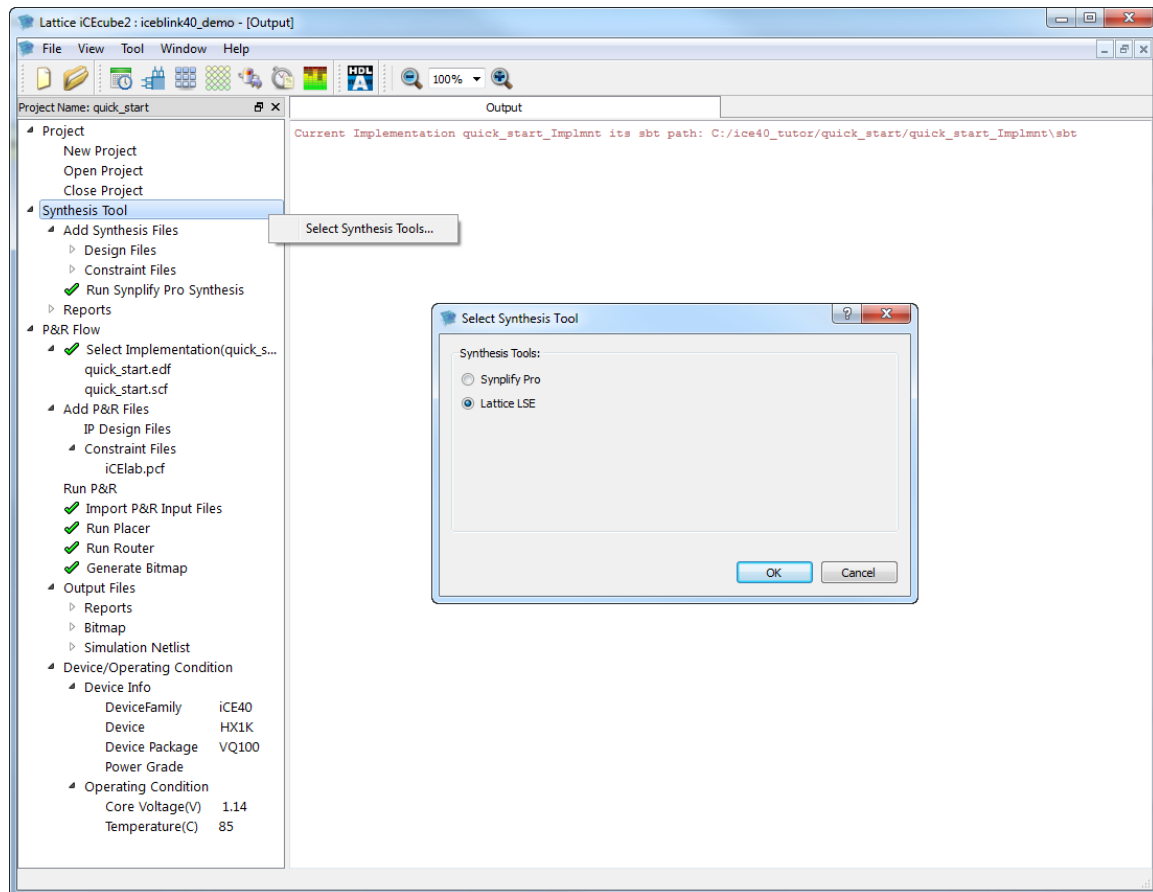 Lattice iCEcube2 : iceblink40_demo - [Output]
File View Tool Window Help
HDL
A
100%
Project Name: quick_start
Output
Project
New Project
Open Project
Close Project
Synthesis Tool
Add Synthesis Files
Design Files
Constraint Files
Run Synplify Pro Synthesis
Reports
P&R Flow
Select Implementation(quick_s...
quick_start.edf
quick_start.scf
Add P&R Files
IP Design Files
Constraint Files
iCElab.pcf
Run P&R
Import P&R Input Files
Run Placer
Run Router
Generate Bitmap
Output Files
Reports
Bitmap
Simulation Netlist
Device/Operating Condition
Device Info
DeviceFamily iCE40
Device HX1K
Device Package VQ100
Power Grade
Operating Condition
Core Voltage(V) 1.14
Temperature(C) 85
Current Implementation quick_start_Implmnt its sbt path: C:/ice40_tutor/quick_start/quick_start_Implmnt\sbt
Select Synthesis Tools...
Select Synthesis Tool
Synthesis Tools:
Synplify Pro
Lattice LSE
OK Cancel